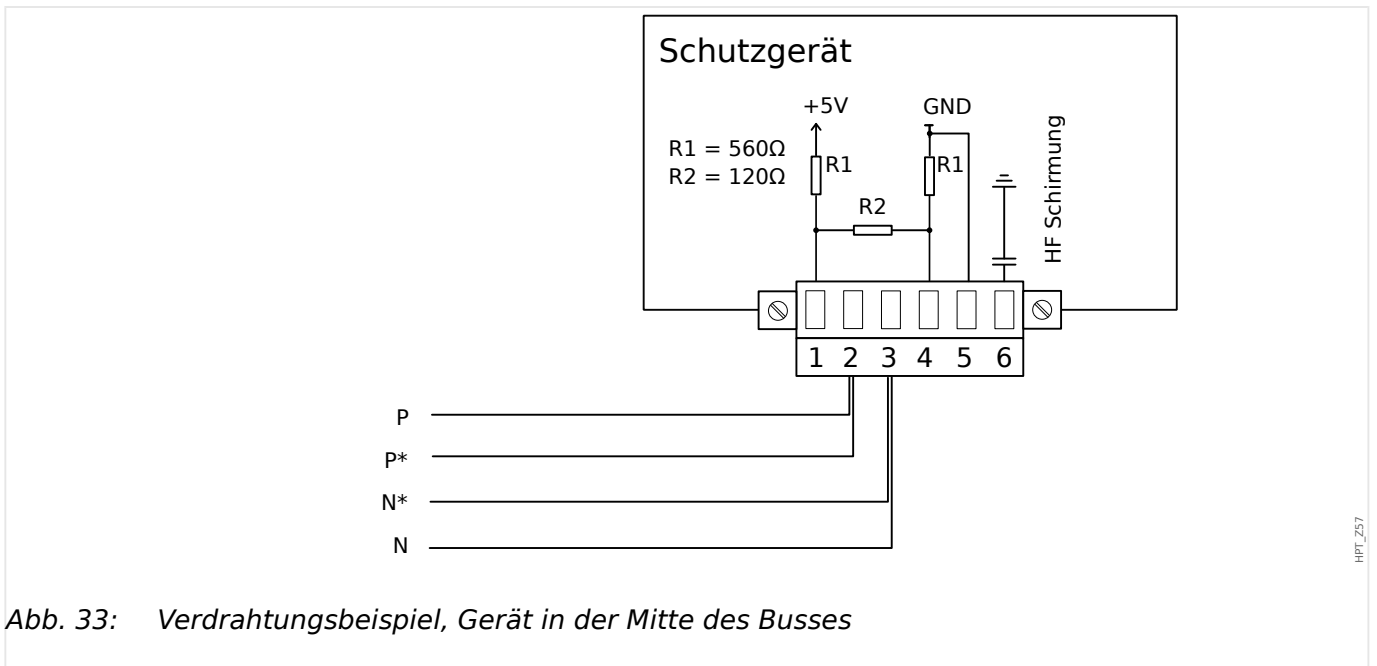 Schutzgerät
+5V
GND
R1 = 560Ω
R2 = 120Ω
R1
R1
R2
HF Schirmung
1 2 3 4 5 6
P
P*
N*
N
HPT_Z57
Abb. 33: Verdrahtungsbeispiel, Gerät in der Mitte des Busses